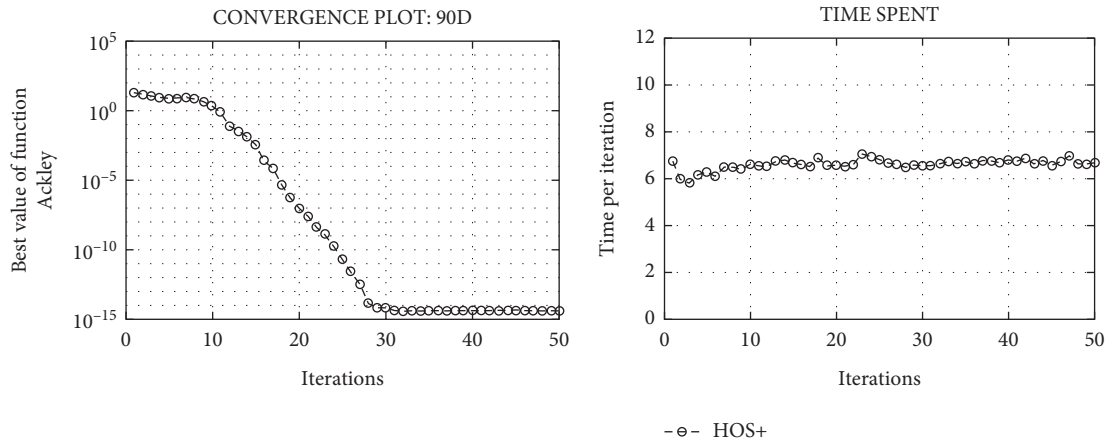 CONVERGENCE PLOT: 90D
10^5
10^0
10^−5
10^−10
10^−15
Best value of function
Ackley
0 10 20 30 40 50
Iterations
TIME SPENT
12
10
8
6
4
2
0
Time per iteration
0 10 20 30 40 50
Iterations
HOS+